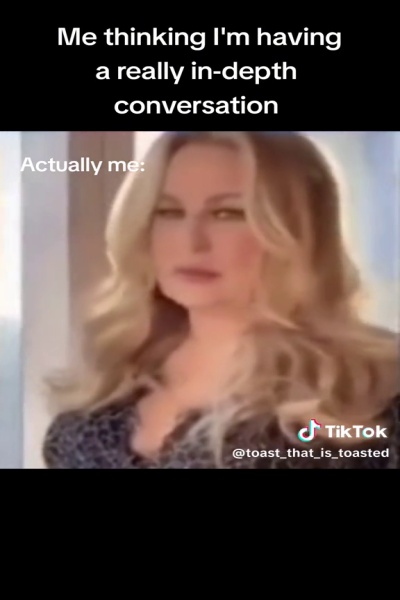 Me thinking I'm having
a really in-depth
conversation
Actually me:
TikTok
@toast_that_is_toasted